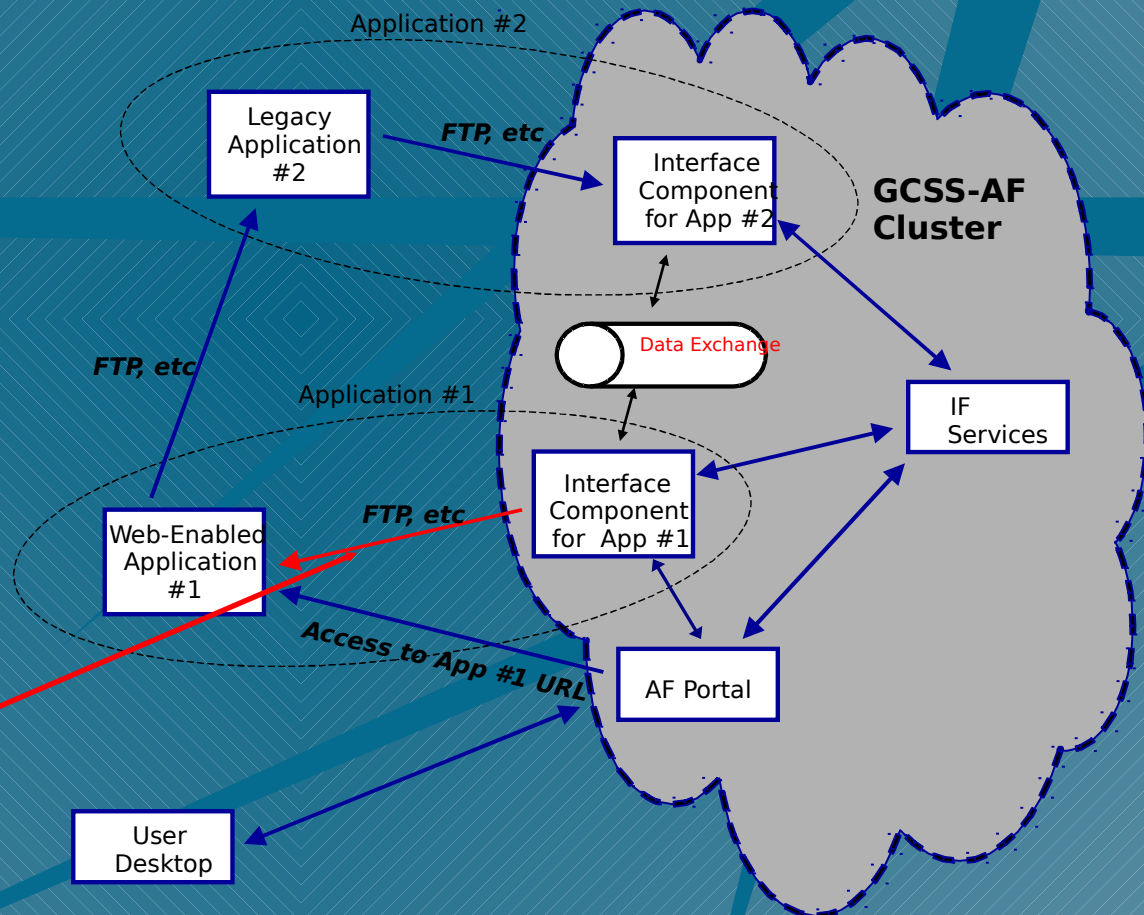 Application #2
Legacy
Application
#2
FTP, etc
Interface
Component
for App #2
GCSS-AF
Cluster
Data Exchange
FTP, etc
Application #1
IF
Services
Interface
Component
for App #1
FTP, etc
Web-Enabled
Application
#1
Access to App #1 URL
AF Portal
User
Desktop